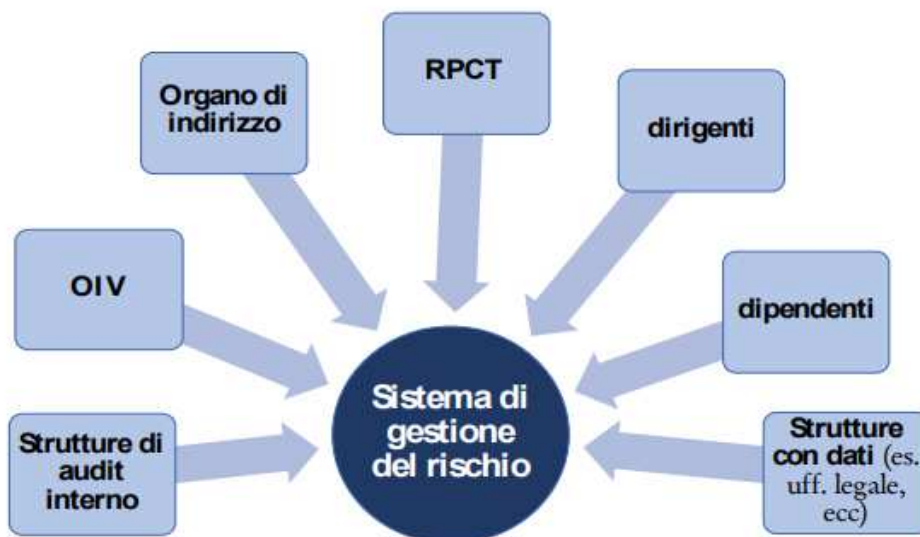 RPCT
Organo di
indirizzo
dirigenti
OIV
dipendenti
Sistema di
gestione
del rischio
Strutture di
audit
interno
Strutture
con dati (es.
uff. legale,
ecc)